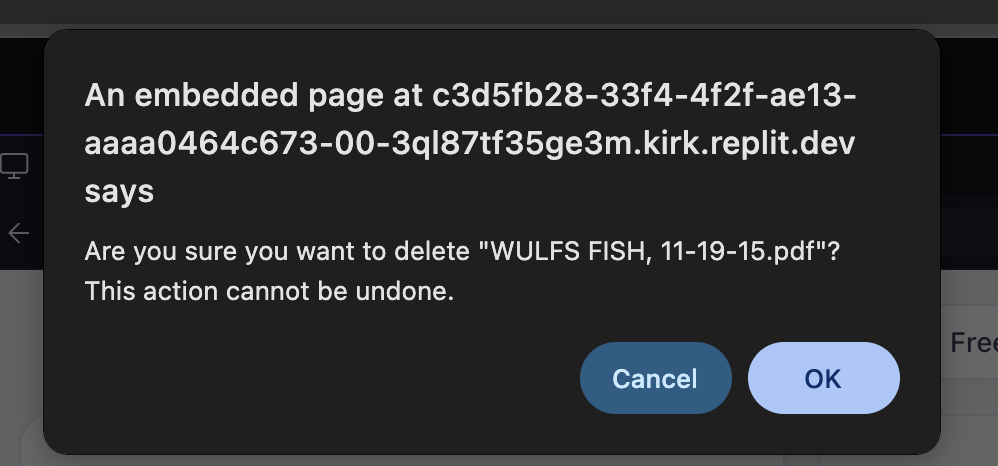 An embedded page at c3d5fb28-33f4-4f2f-ae13-
aaaa0464c673-00-3ql87tf35ge3m.kirk.replit.dev
says
Are you sure you want to delete "WULFS FISH, 11-19-15.pdf"?
This action cannot be undone.
Cancel
OK
Free